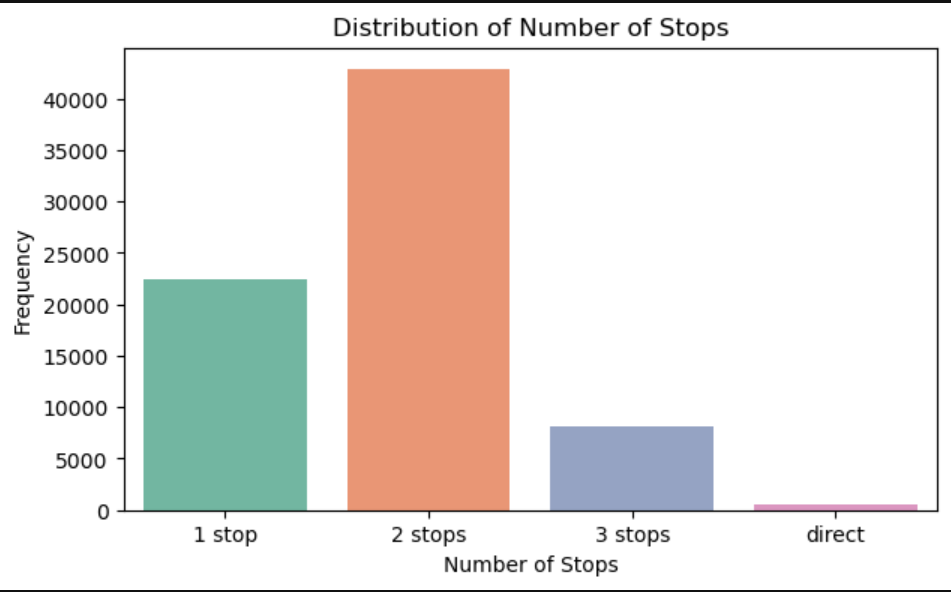 Distribution of Number of Stops
Frequency
40000
35000
30000
25000
20000
15000
10000
5000
0
1 stop
2 stops
3 stops
direct
Number of Stops